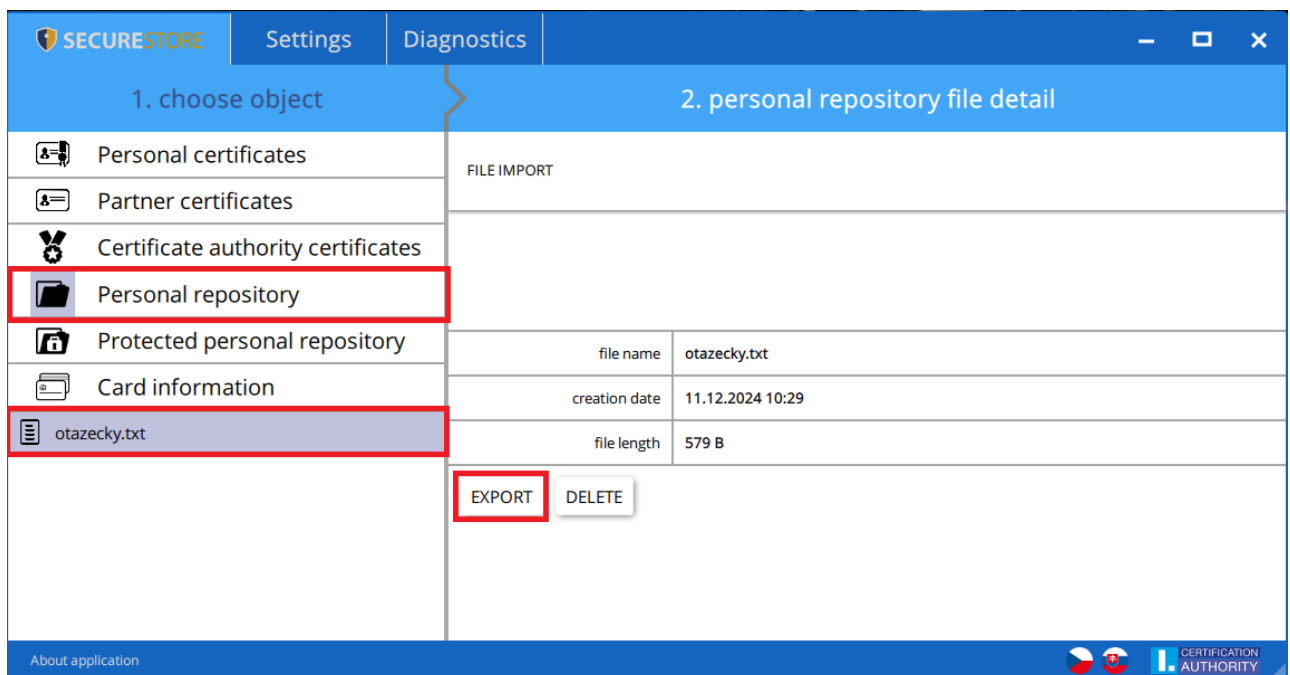 SECURESTORE Settings Diagnostics
1. choose object
2. personal repository file detail
Personal certificates
Partner certificates
Certificate authority certificates
Personal repository
Protected personal repository
Card information
otazecky.txt
FILE IMPORT
file name otazecky.txt
creation date 11.12.2024 10:29
file length 579 B
EXPORT DELETE
About application
I. CERTIFICATION
AUTHORITY